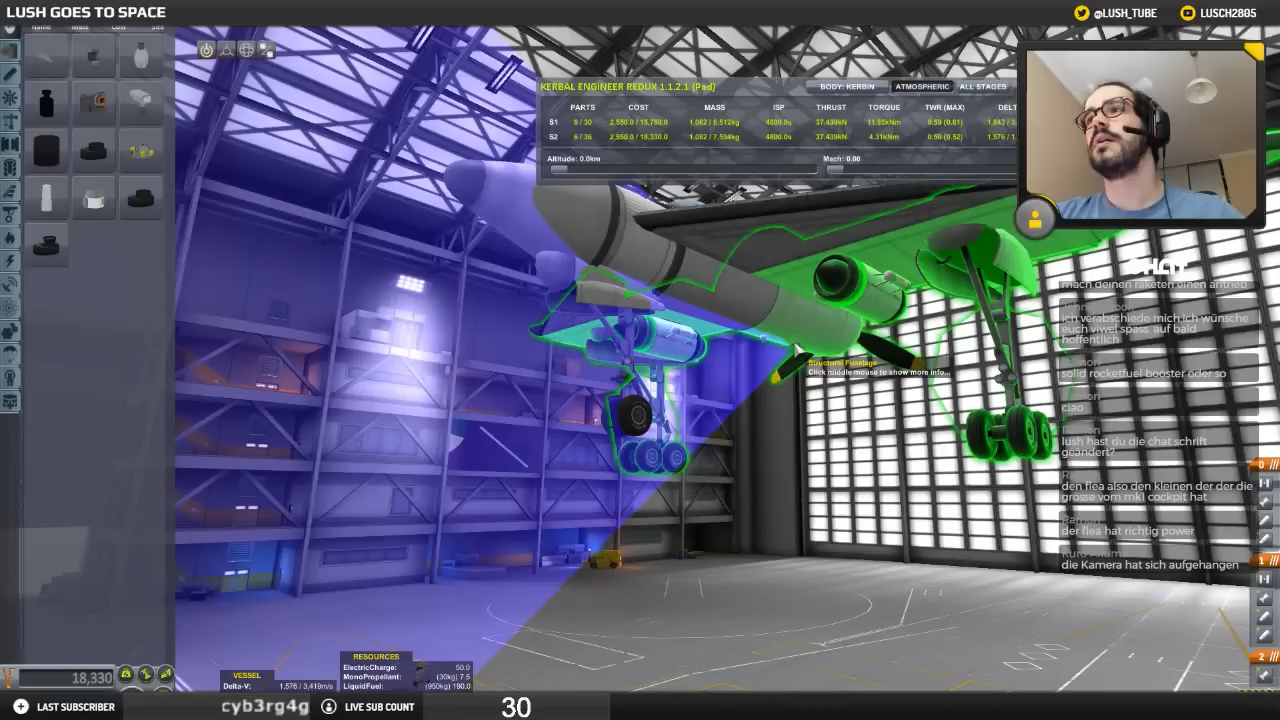 LUSH GOES TO SPACE
@LUSH_TUBE
LUSCH2805
Name Mass Cost Size
KERBAL ENGINEER REDUX 1.1.2.1 (Pad)
BODY: KERBIN
ATMOSPHERIC
ALL STAGES
PARTS COST MASS ISP THRUST TORQUE TWR (MAX)
S1 6 / 30 2,550.0 / 15,780.0 1,082 / 6,512kg 4800.0s 37.439kN 11.85kNm 0.59 (0.61)
S2 6 / 36 2,550.0 / 18,330.0 1,082 / 7,594kg 4800.0s 37.439kN 4.31kNm 0.50 (0.52)
Altitude: 0.0km
Mach: 0.00
Structural Fuselage
Click middle mouse to show more info...
CHAT
mach deinen raketen einen antrieb
ich verabschiede mich ich wünsche
euch viwel spass auf bald
hoffentlich
solid rocketfuel booster oder so
ciao
lush hast du die chat schrift
geändert?
den flea also den kleinen der der die
grösse vom mk1 cockpit hat
der flea hat richtig power
die Kamera hat sich aufgehangen
0
1
2
18,330
VESSEL
Delta-V: 1,576 / 3,419m/s
RESOURCES
ElectricCharge: 50.0
MonoPropellant: (30kg) 7.5
LiquidFuel: (950kg) 190.0
LAST SUBSCRIBER
cyb3rg4g
LIVE SUB COUNT
30